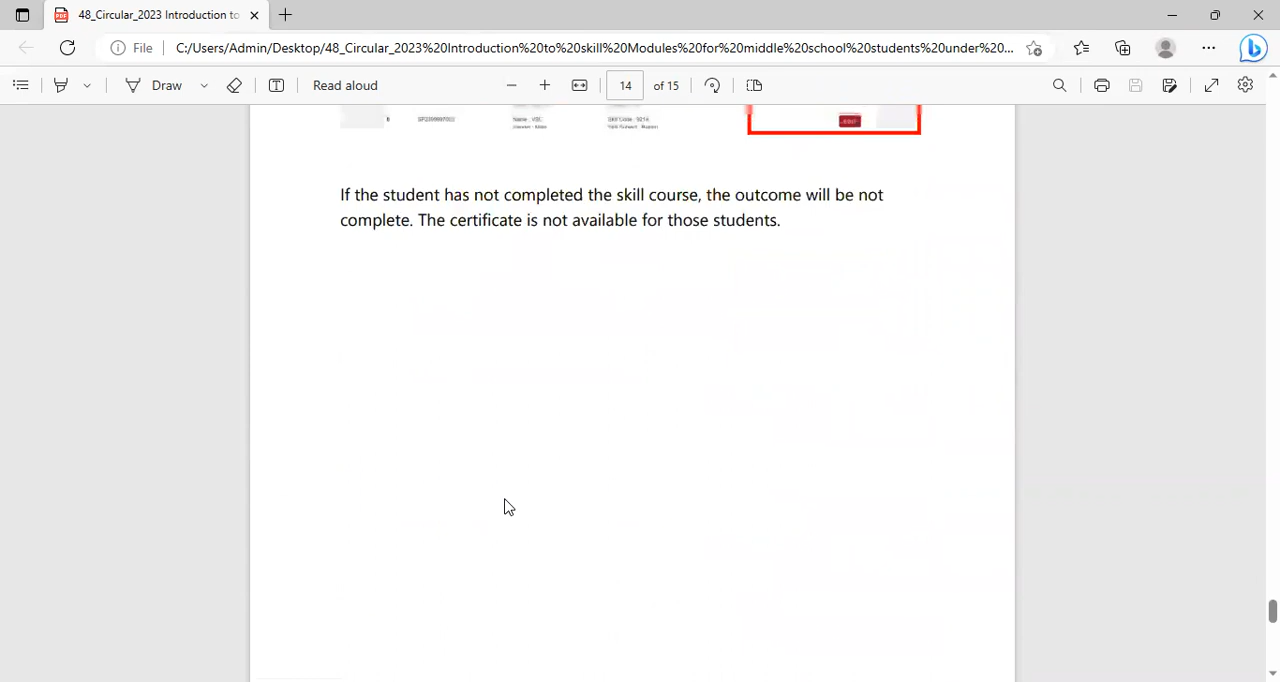 48_Circular_2023 Introduction to
File
C:/Users/Admin/Desktop/48_Circular_2023%20Introduction%20to%20skill%20Modules%20for%20middle%20school%20students%20under%20...
Draw
Read aloud
14
of 15
If the student has not completed the skill course, the outcome will be not
complete. The certificate is not available for those students.